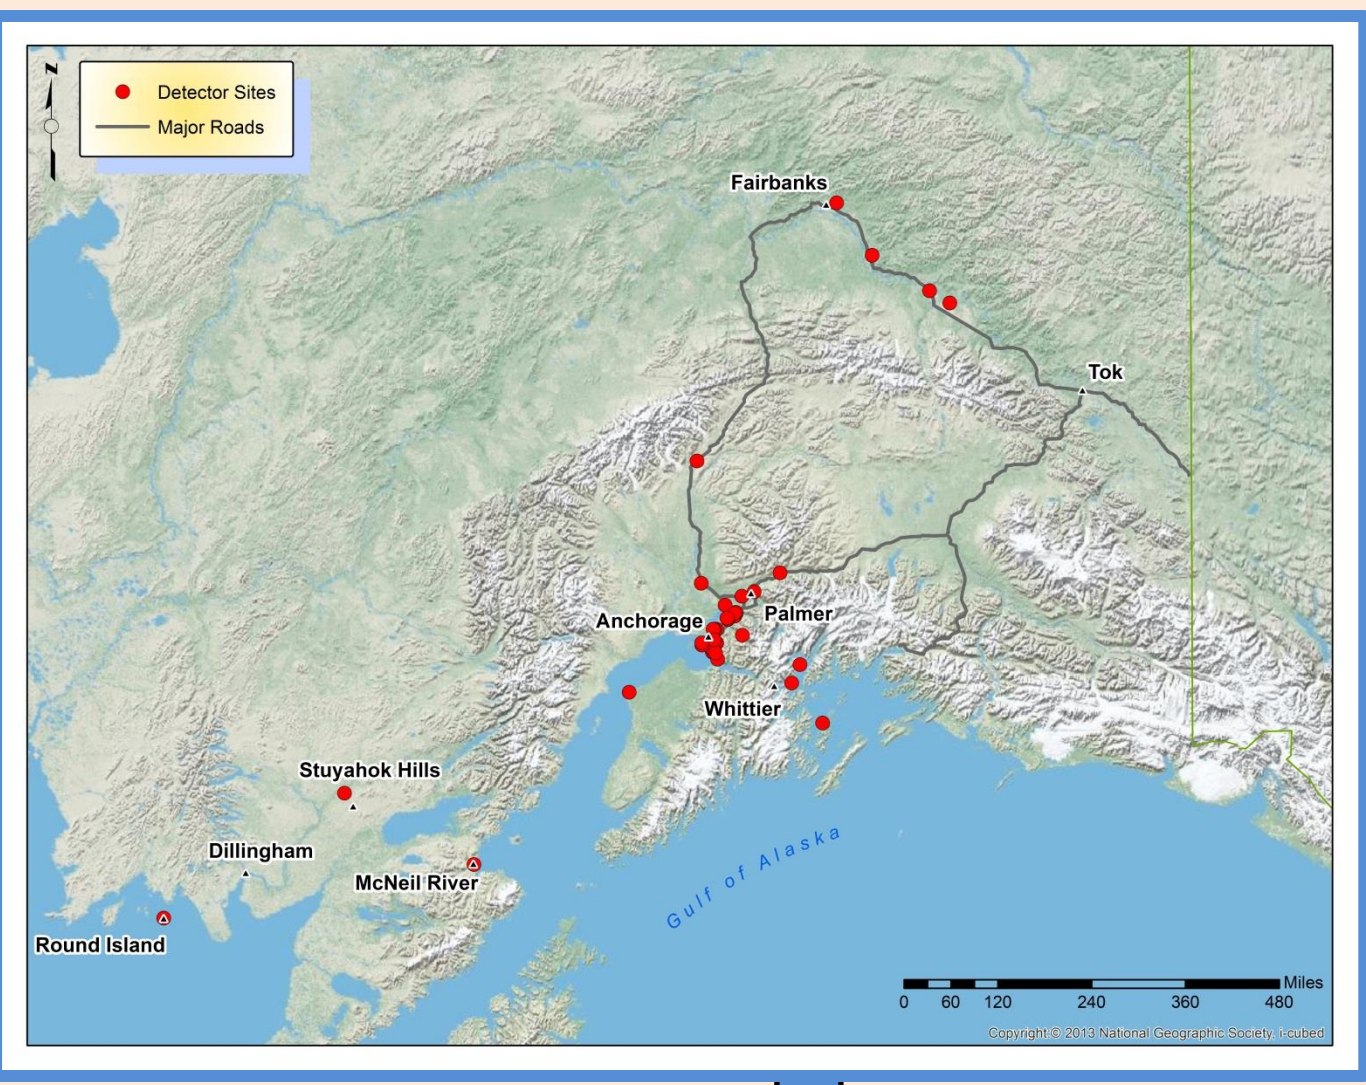 N
Detector Sites
Major Roads
Fairbanks
Tok
Anchorage
Palmer
Whittier
Stuyahok Hills
Dillingham
McNeil River
Round Island
Gulf of Alaska
Miles
0 60 120 240 360 480
Copyright:© 2013 National Geographic Society, i-cubed